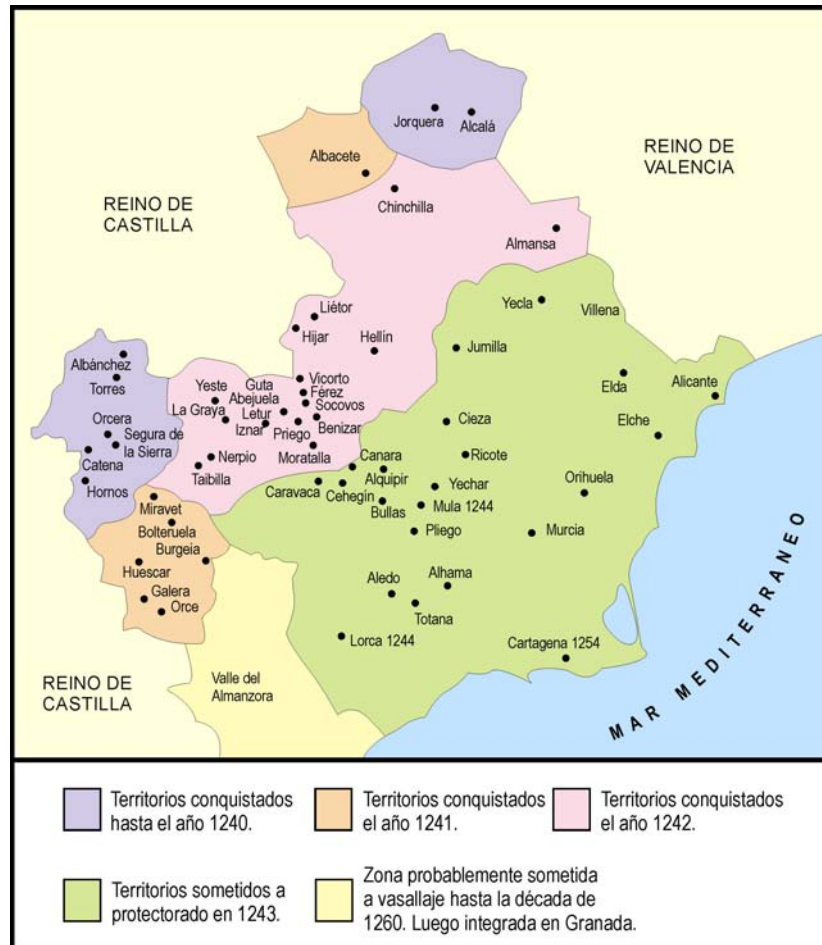 Jorquera
Alcalá
Albacete
REINO DE
VALENCIA
REINO DE
CASTILLA
Chinchilla
Almansa
Yecla
Villena
Liétor
Hijar
Hellín
Jumilla
Albánchez
Torres
Elda
Alicante
Yeste
Guta
Vicorto
Abejuela
Férez
La Graya
Letur
Socovos
Iznar
Priego
Benizar
Orcera
Segura de
la Sierra
Cieza
Elche
Catena
Nerpio
Moratalla
Canara
Ricote
Taibilla
Hornos
Caravaca
Cehegín
Alquipir
Yechar
Orihuela
Miravet
Bullas
Mula 1244
Bolteruela
Pliego
Murcia
Burgeia
Huescar
Galera
Aledo
Alhama
Orce
Totana
Lorca 1244
Cartagena 1254
REINO DE
CASTILLA
Valle del
Almanzora
MAR MEDITERRANEO
Territorios conquistados
hasta el año 1240.
Territorios conquistados
el año 1241.
Territorios conquistados
el año 1242.
Territorios sometidos a
protectorado en 1243.
Zona probablemente sometida
a vasallaje hasta la década de
1260. Luego integrada en Granada.